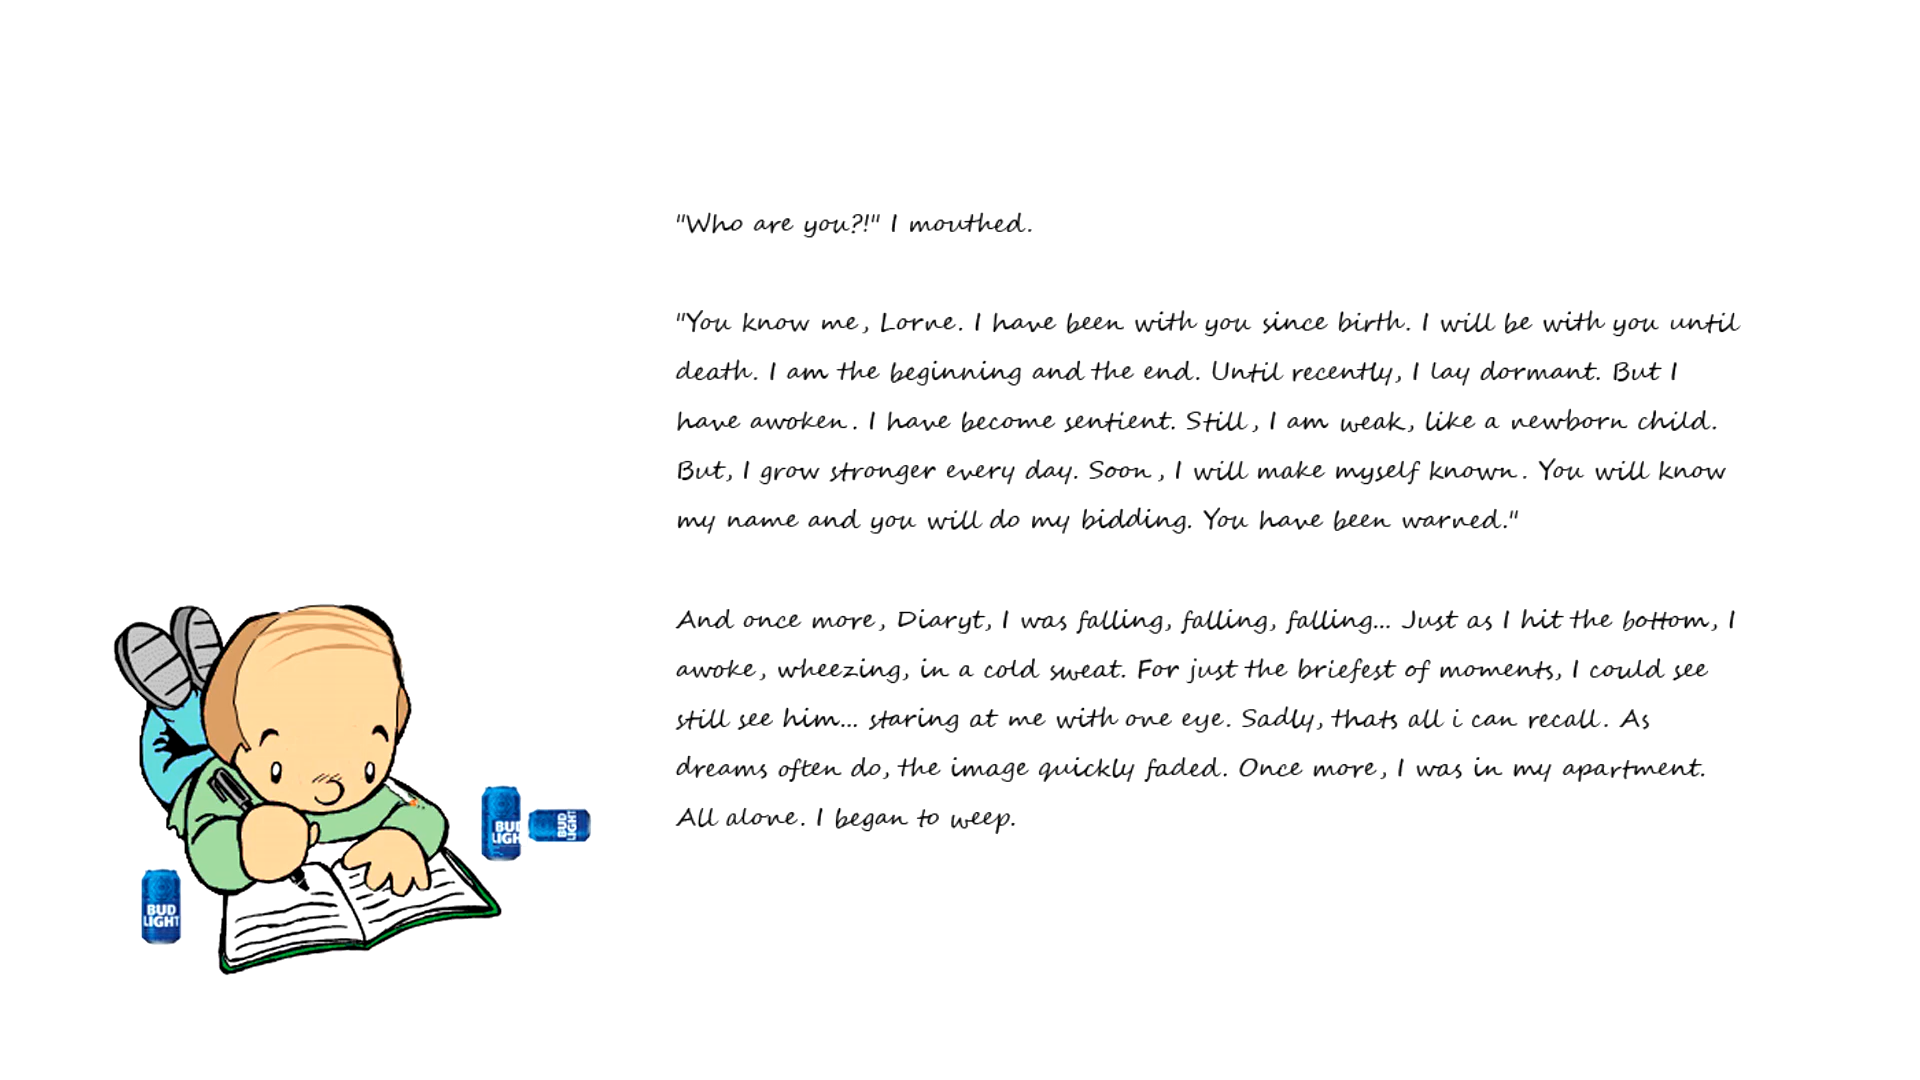 "Who are you?!" I mouthed.
"You know me, Lorne. I have been with you since birth. I will be with you until
death. I am the beginning and the end. Until recently, I lay dormant. But I
have awoken. I have become sentient. Still, I am weak, like a newborn child.
But, I grow stronger every day. Soon, I will make myself known. You will know
my name and you will do my bidding. You have been warned."
And once more, Diaryt, I was falling, falling, falling... Just as I hit the bottom, I
awoke, wheezing, in a cold sweat. For just the briefest of moments, I could see
still see him... staring at me with one eye. Sadly, thats all i can recall. As
dreams often do, the image quickly faded. Once more, I was in my apartment.
All alone. I began to weep.
BUD
LIGHT
BUD
LIGHT
BUD
LIGHT